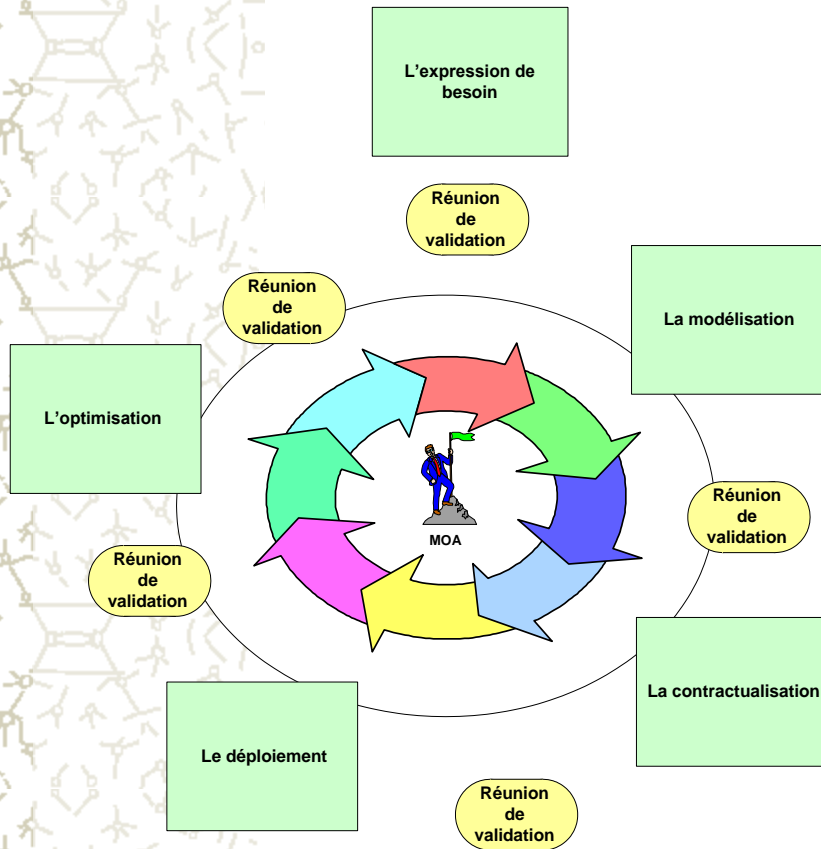 L'expression de
besoin
Réunion
de
validation
Réunion
de
validation
La modélisation
L'optimisation
Réunion
de
validation
MOA
Réunion
de
validation
La contractualisation
Le déploiement
Réunion
de
validation